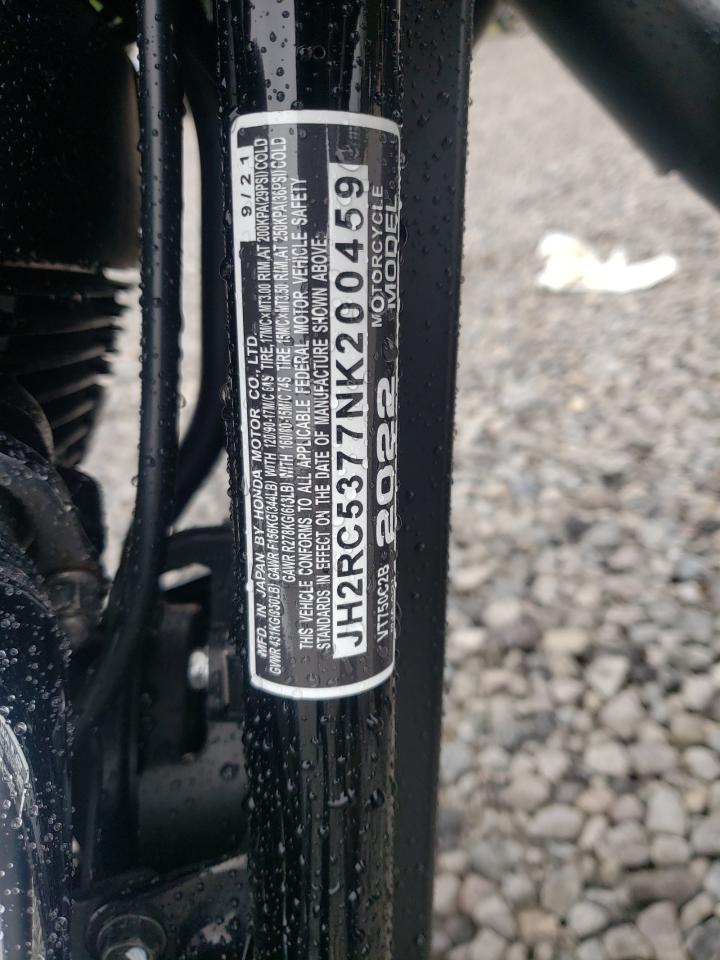 MFD. IN JAPAN BY HONDA MOTOR CO., LTD. 9/21
GVWR 431KG(950LB) GAWR F156KG(344LB) WITH 120/90-17M/C 64S TIRE,17M/C×MT3.00 RIM,AT 200KPA(29PSI)COLD
GAWR R278KG(613LB) WITH 160/80-15M/C 74S TIRE,15M/C×MT3.50 RIM,AT 250KPA(36PSI)COLD
THIS VEHICLE CONFORMS TO ALL APPLICABLE FEDERAL MOTOR VEHICLE SAFETY
STANDARDS IN EFFECT ON THE DATE OF MANUFACTURE SHOWN ABOVE.
JH2RC5377NK200459
MOTORCYCLE
VT750C2B 2022 MODEL